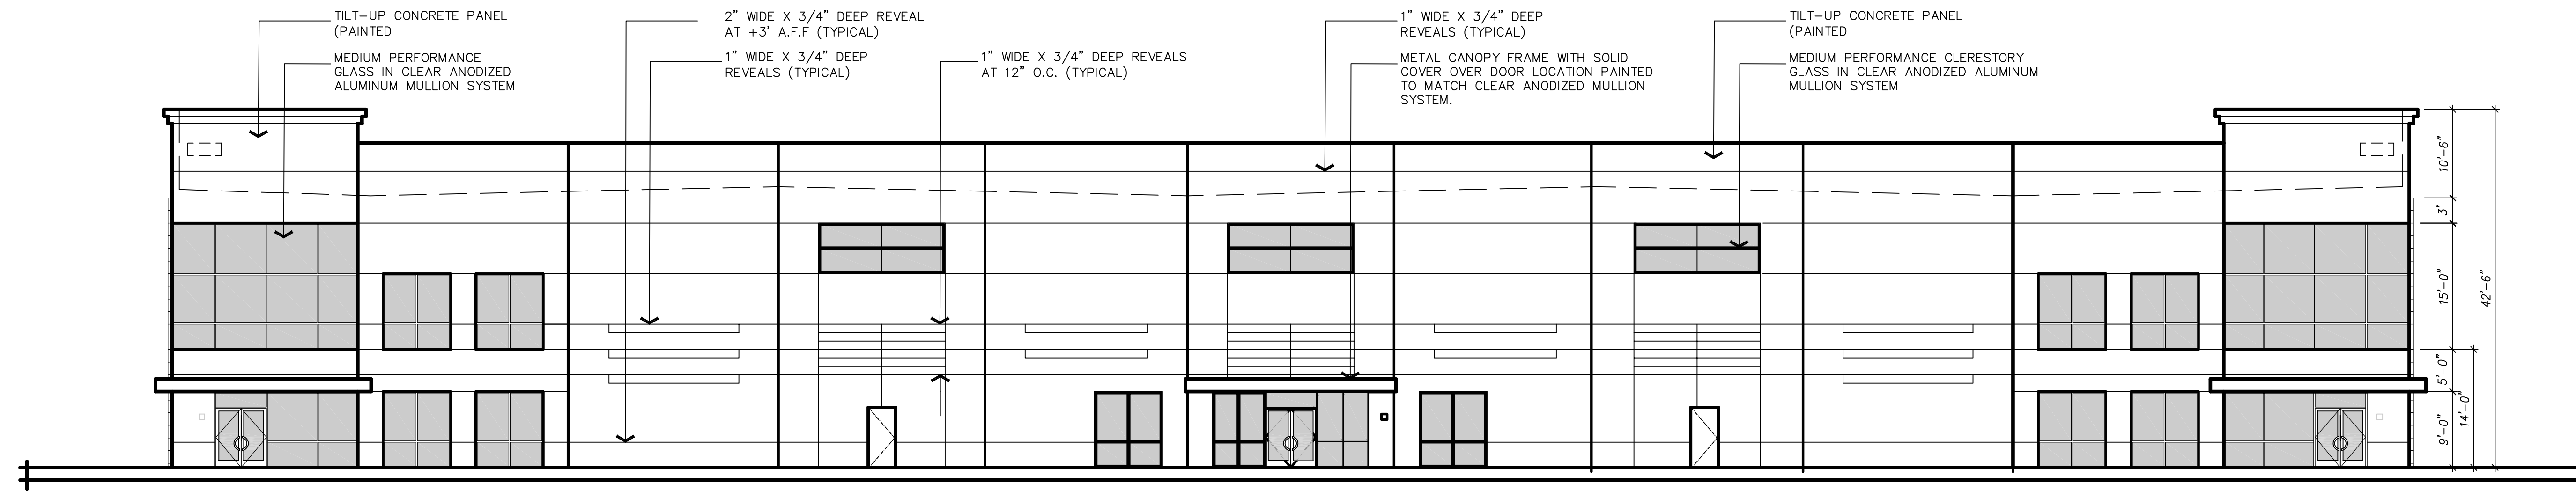 TILT-UP CONCRETE PANEL
(PAINTED
MEDIUM PERFORMANCE
GLASS IN CLEAR ANODIZED
ALUMINUM MULLION SYSTEM
2" WIDE X 3/4" DEEP REVEAL
AT +3' A.F.F (TYPICAL)
1" WIDE X 3/4" DEEP
REVEALS (TYPICAL)
1" WIDE X 3/4" DEEP REVEALS
AT 12" O.C. (TYPICAL)
1" WIDE X 3/4" DEEP
REVEALS (TYPICAL)
METAL CANOPY FRAME WITH SOLID
COVER OVER DOOR LOCATION PAINTED
TO MATCH CLEAR ANODIZED MULLION
SYSTEM.
TILT-UP CONCRETE PANEL
(PAINTED
MEDIUM PERFORMANCE CLERESTORY
GLASS IN CLEAR ANODIZED ALUMINUM
MULLION SYSTEM
10'-6"
3'
15'-0"
42'-6"
5'-0"
14'-0"
9'-0"